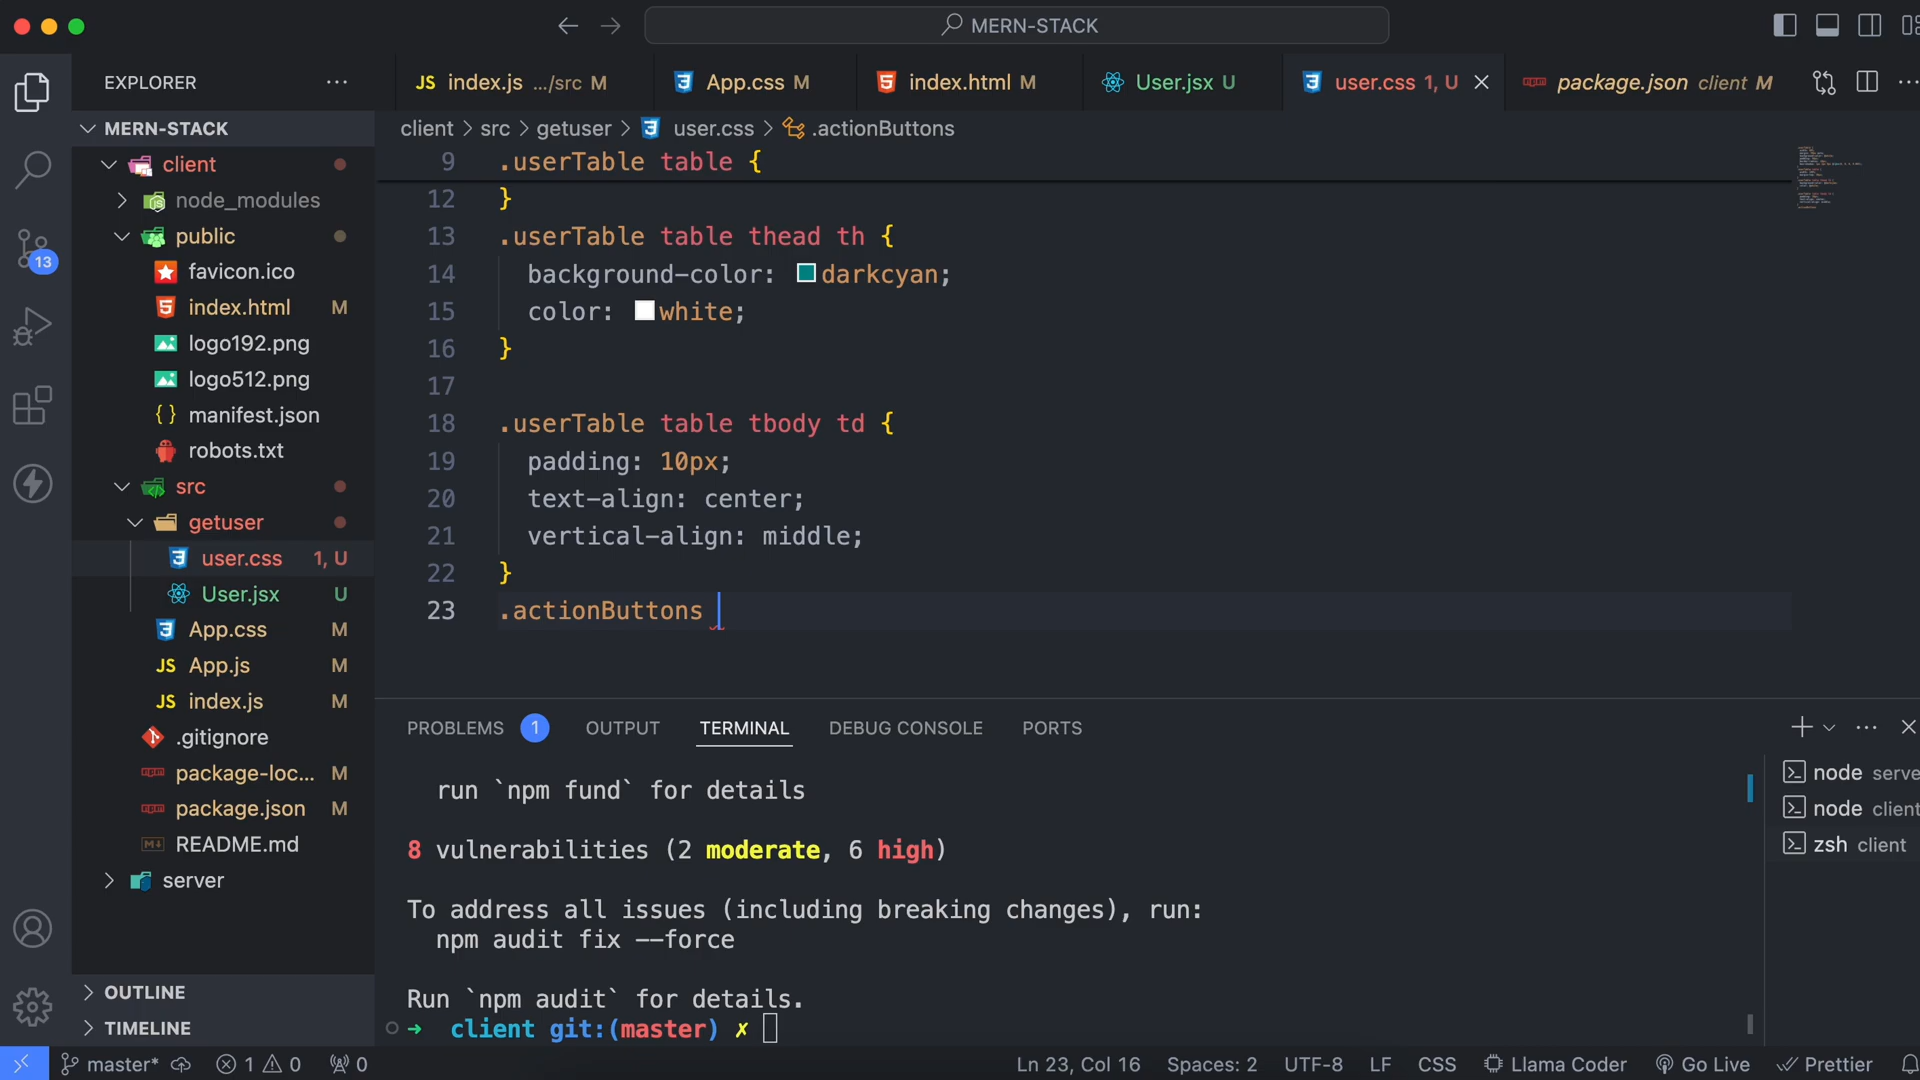 MERN-STACK
EXPLORER
JS index.js .../src M
App.css M
index.html M
User.jsx U
user.css 1, U
package.json client M
MERN-STACK
client > src > getuser > user.css > .actionButtons
client
node_modules
public
favicon.ico
index.html M
logo192.png
logo512.png
{ } manifest.json
robots.txt
src
getuser
user.css 1, U
User.jsx U
App.css M
JS App.js M
JS index.js M
.gitignore
package-loc... M
package.json M
README.md
server
OUTLINE
TIMELINE
13
9 .userTable table {
12 }
13 .userTable table thead th {
14 background-color: darkcyan;
15 color: white;
16 }
17
18 .userTable table tbody td {
19 padding: 10px;
20 text-align: center;
21 vertical-align: middle;
22 }
23 .actionButtons
PROBLEMS 1 OUTPUT TERMINAL DEBUG CONSOLE PORTS
run `npm fund` for details
8 vulnerabilities (2 moderate, 6 high)
To address all issues (including breaking changes), run:
npm audit fix --force
Run `npm audit` for details.
→ client git:(master) ✗
node serve
node client
zsh client
master* 1 0 0
Ln 23, Col 16 Spaces: 2 UTF-8 LF CSS Llama Coder Go Live Prettier